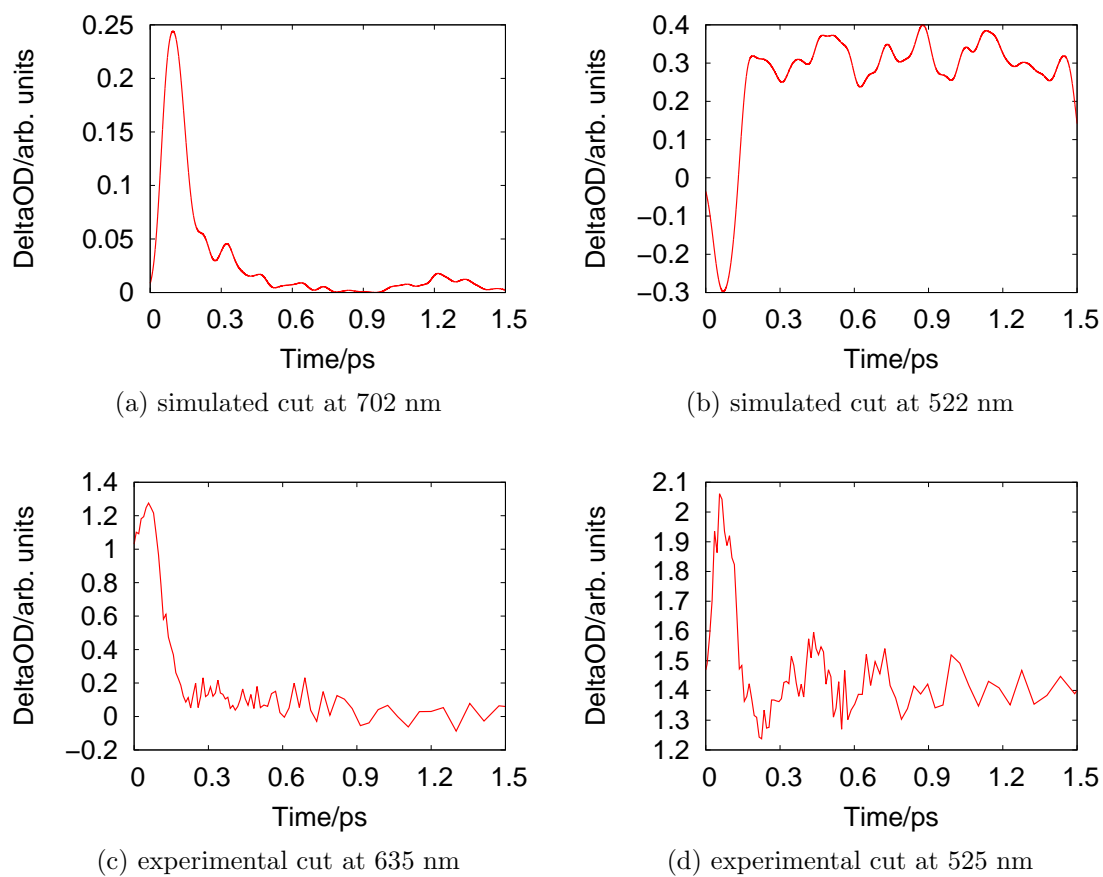 DeltaOD/arb. units
0.25
0.2
0.15
0.1
0.05
0
0 0.3 0.6 0.9 1.2 1.5
Time/ps
(a) simulated cut at 702 nm
DeltaOD/arb. units
0.4
0.3
0.2
0.1
0
−0.1
−0.2
−0.3
0 0.3 0.6 0.9 1.2 1.5
Time/ps
(b) simulated cut at 522 nm
DeltaOD/arb. units
1.4
1.2
1
0.8
0.6
0.4
0.2
0
−0.2
0 0.3 0.6 0.9 1.2 1.5
Time/ps
(c) experimental cut at 635 nm
DeltaOD/arb. units
2.1
2
1.9
1.8
1.7
1.6
1.5
1.4
1.3
1.2
0 0.3 0.6 0.9 1.2 1.5
Time/ps
(d) experimental cut at 525 nm